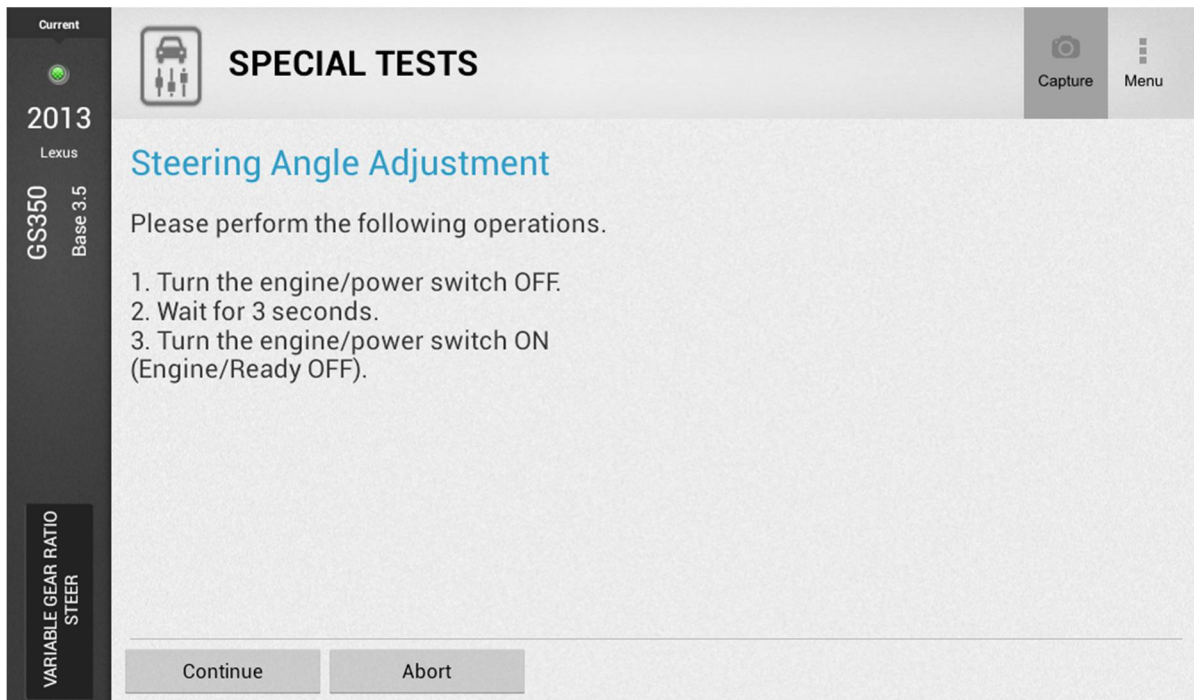 Current
2013
Lexus
GS350
Base 3.5
VARIABLE GEAR RATIO
STEER
SPECIAL TESTS
Capture
Menu
Steering Angle Adjustment
Please perform the following operations.
1. Turn the engine/power switch OFF.
2. Wait for 3 seconds.
3. Turn the engine/power switch ON
(Engine/Ready OFF).
Continue
Abort